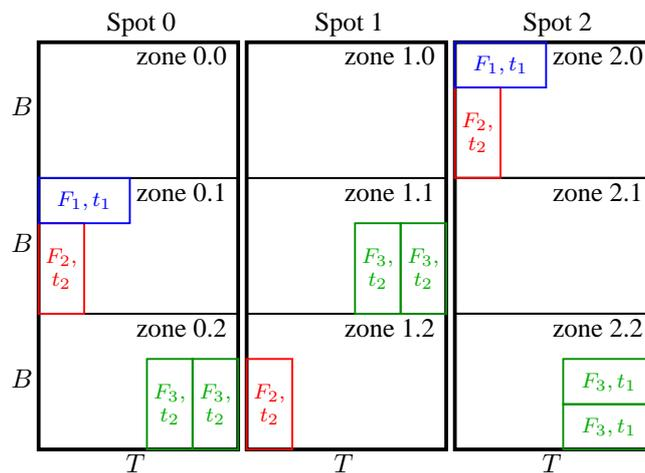 Spot 0 Spot 1 Spot 2
zone 0.0 zone 1.0 F₁, t₁ zone 2.0
B
F₂,
t₂
F₁, t₁ zone 0.1 zone 1.1 zone 2.1
B
F₂, F₃, F₃,
t₂ t₂ t₂
zone 0.2 zone 1.2 zone 2.2
B
F₃, F₃, F₂, F₃, t₁
t₂ t₂ t₂ F₃, t₁
T T T